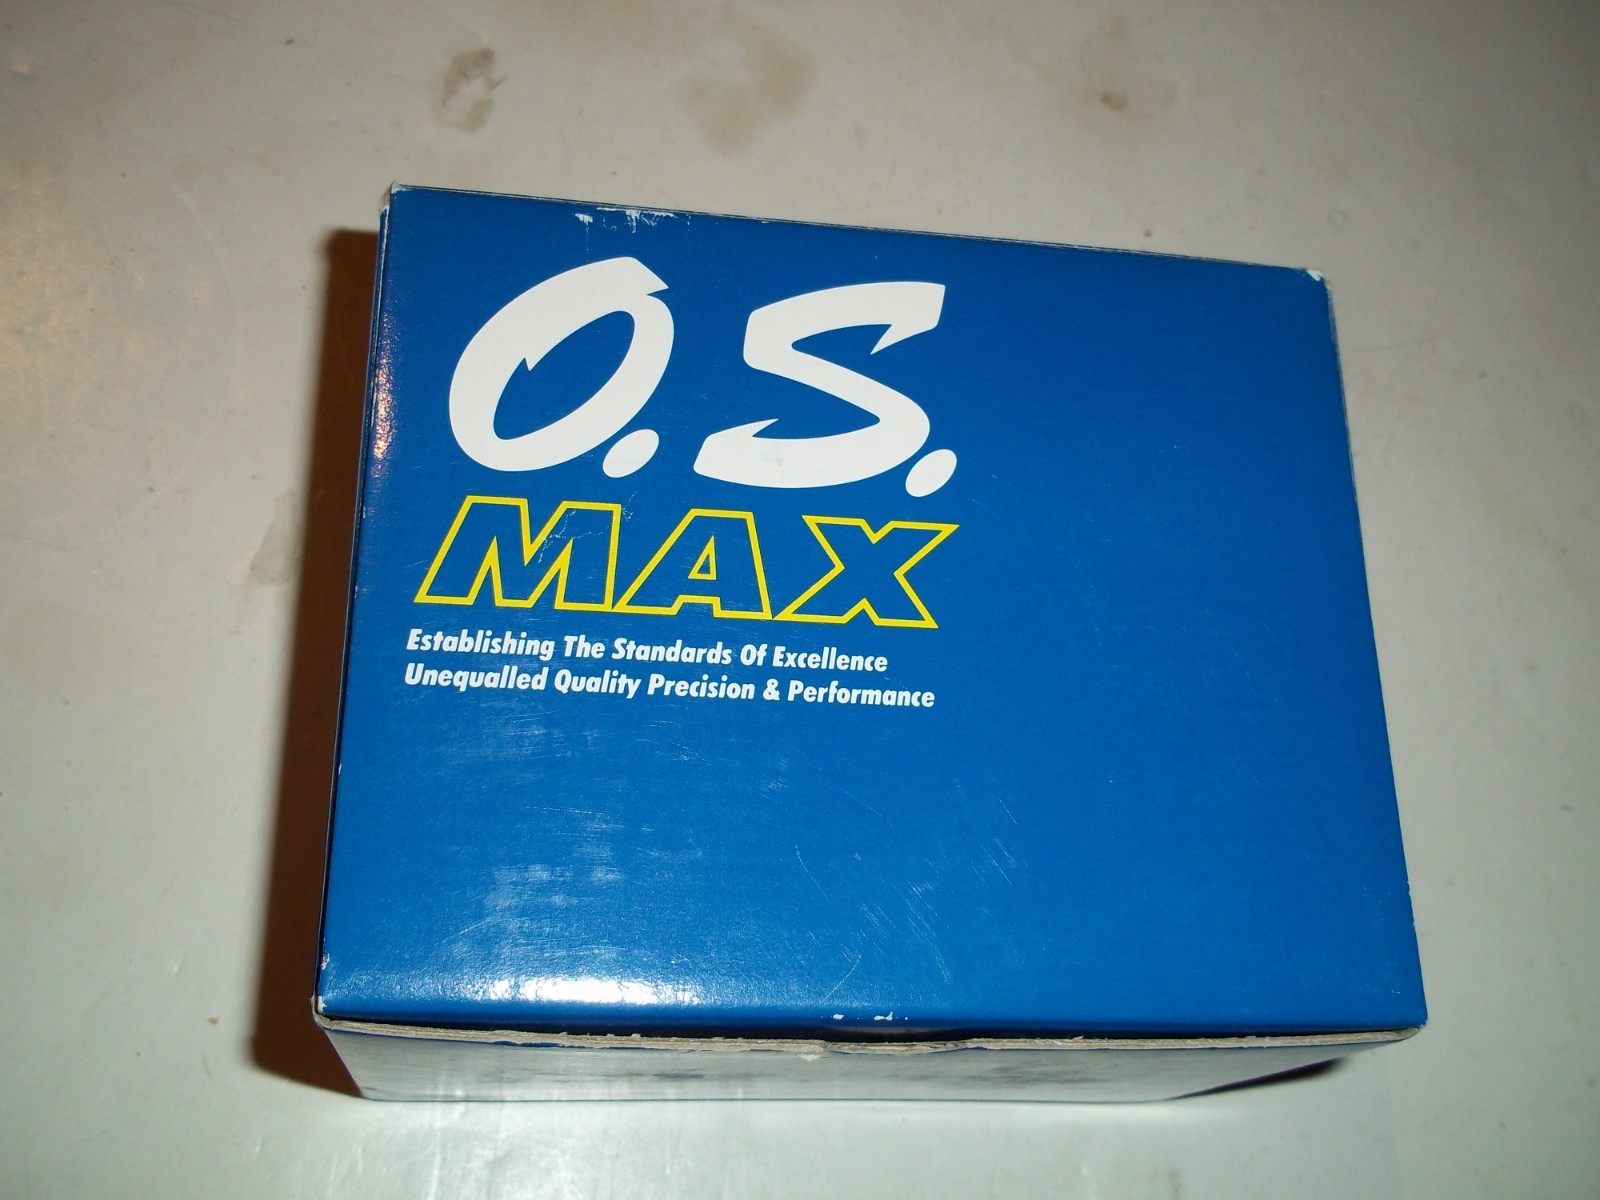 O.S.
MAX
Establishing The Standards Of Excellence
Unequalled Quality Precision & Performance